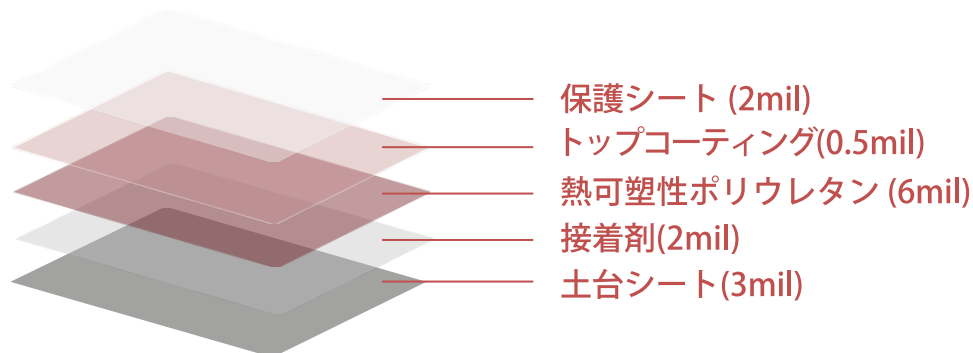 保護シート (2mil)
トップコーティング(0.5mil)
熱可塑性ポリウレタン (6mil)
接着剤(2mil)
土台シート(3mil)